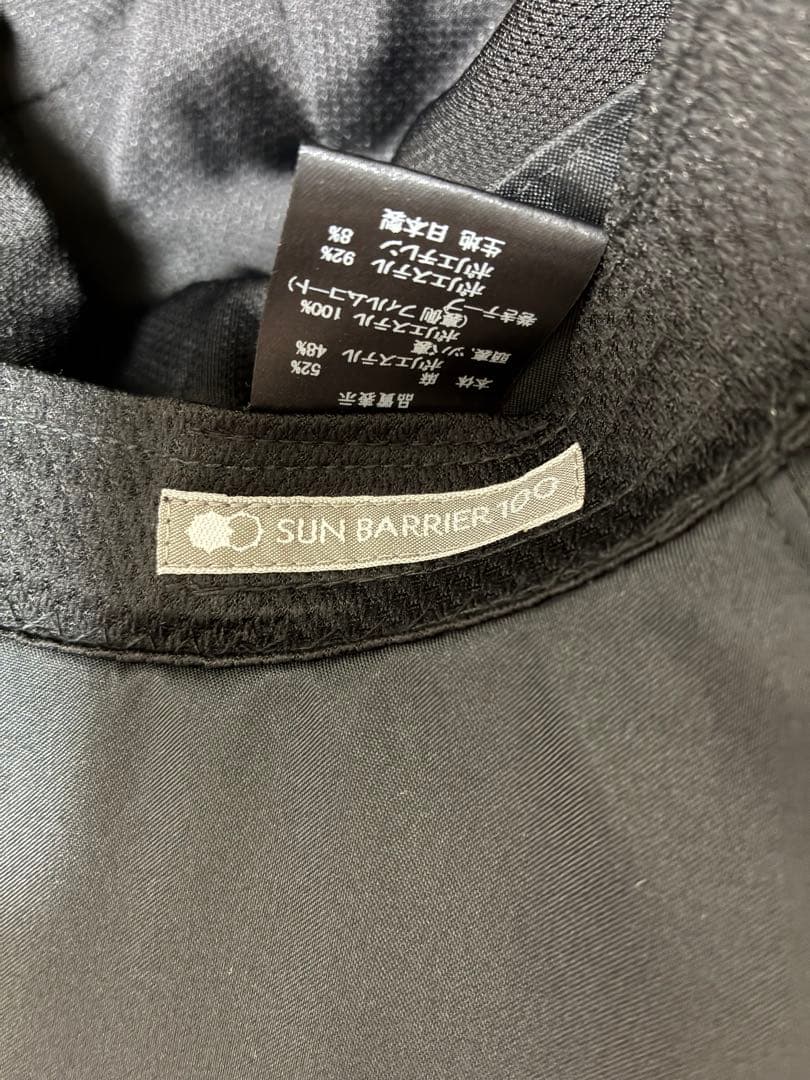 品質表示
本体 麻 52%
ポリエステル 48%
頭裏、ツバ裏
ポリエステル 100%
(裏側 フィルムコート)
巻きテープ
ポリエステル 92%
ポリエチレン 8%
生地 日本製
SUN BARRIER 100